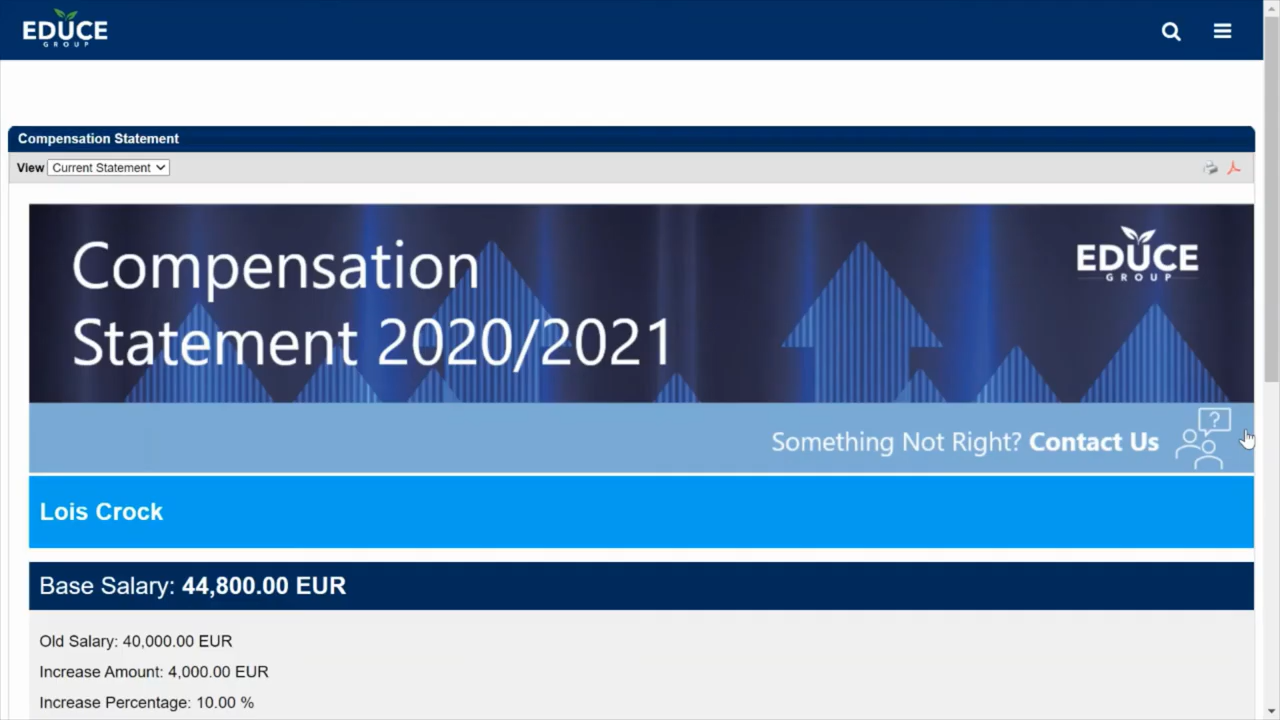 EDUCE
GROUP
Compensation Statement
View Current Statement
Compensation
Statement 2020/2021
EDUCE
GROUP
Something Not Right? Contact Us
?
Lois Crock
Base Salary: 44,800.00 EUR
Old Salary: 40,000.00 EUR
Increase Amount: 4,000.00 EUR
Increase Percentage: 10.00 %